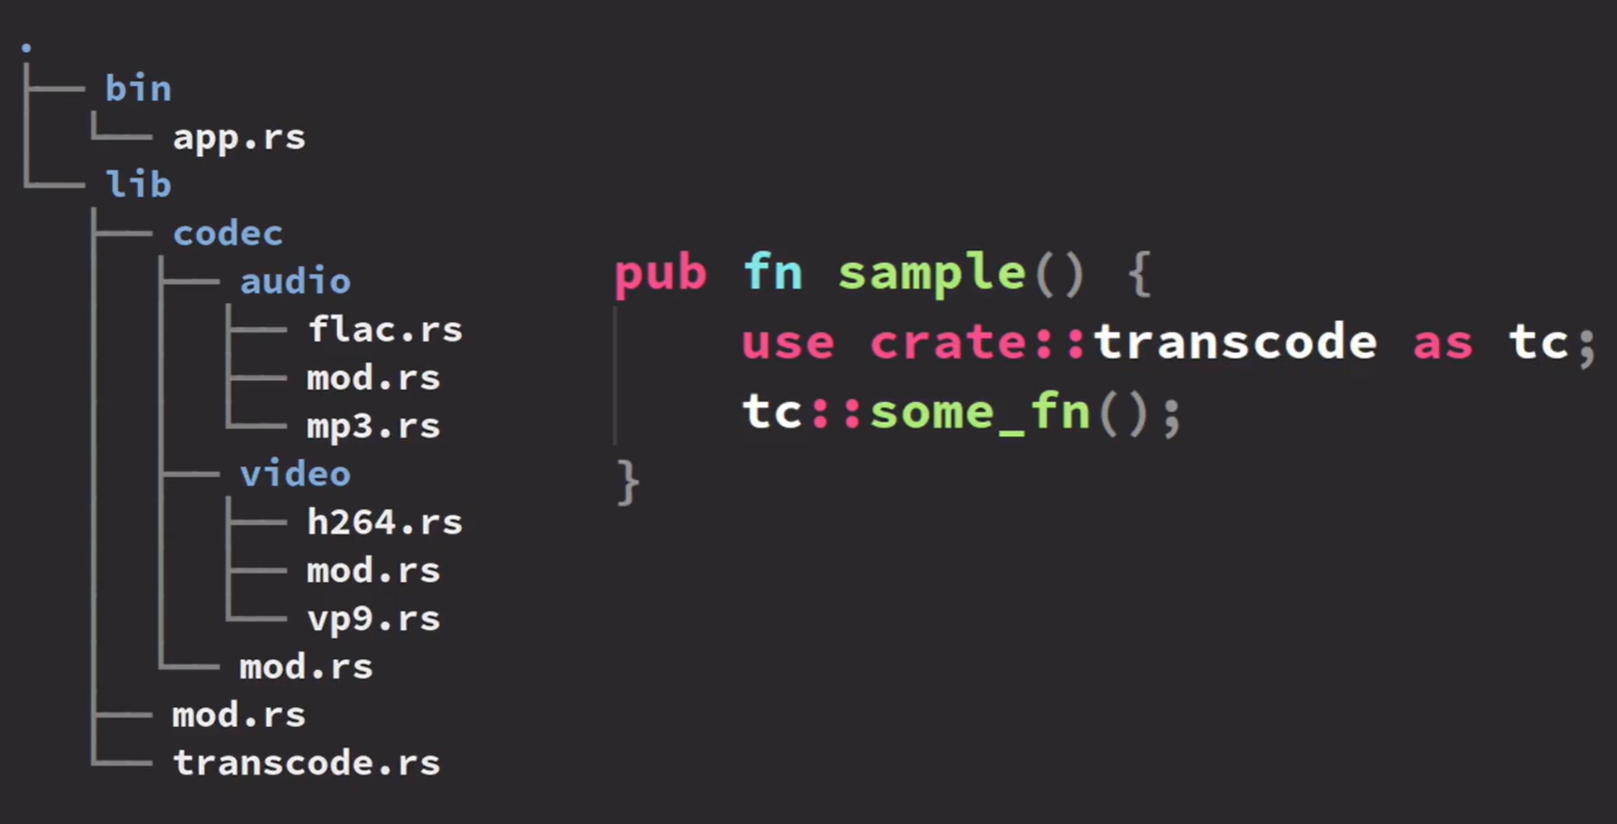 .
bin
app.rs
lib
codec
audio
flac.rs
mod.rs
mp3.rs
video
h264.rs
mod.rs
vp9.rs
mod.rs
mod.rs
transcode.rs
pub fn sample() {
    use crate::transcode as tc;
    tc::some_fn();
}